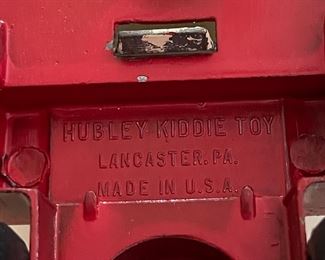 HUBLEY KIDDIE TOY
LANCASTER. PA.
MADE IN U.S.A.